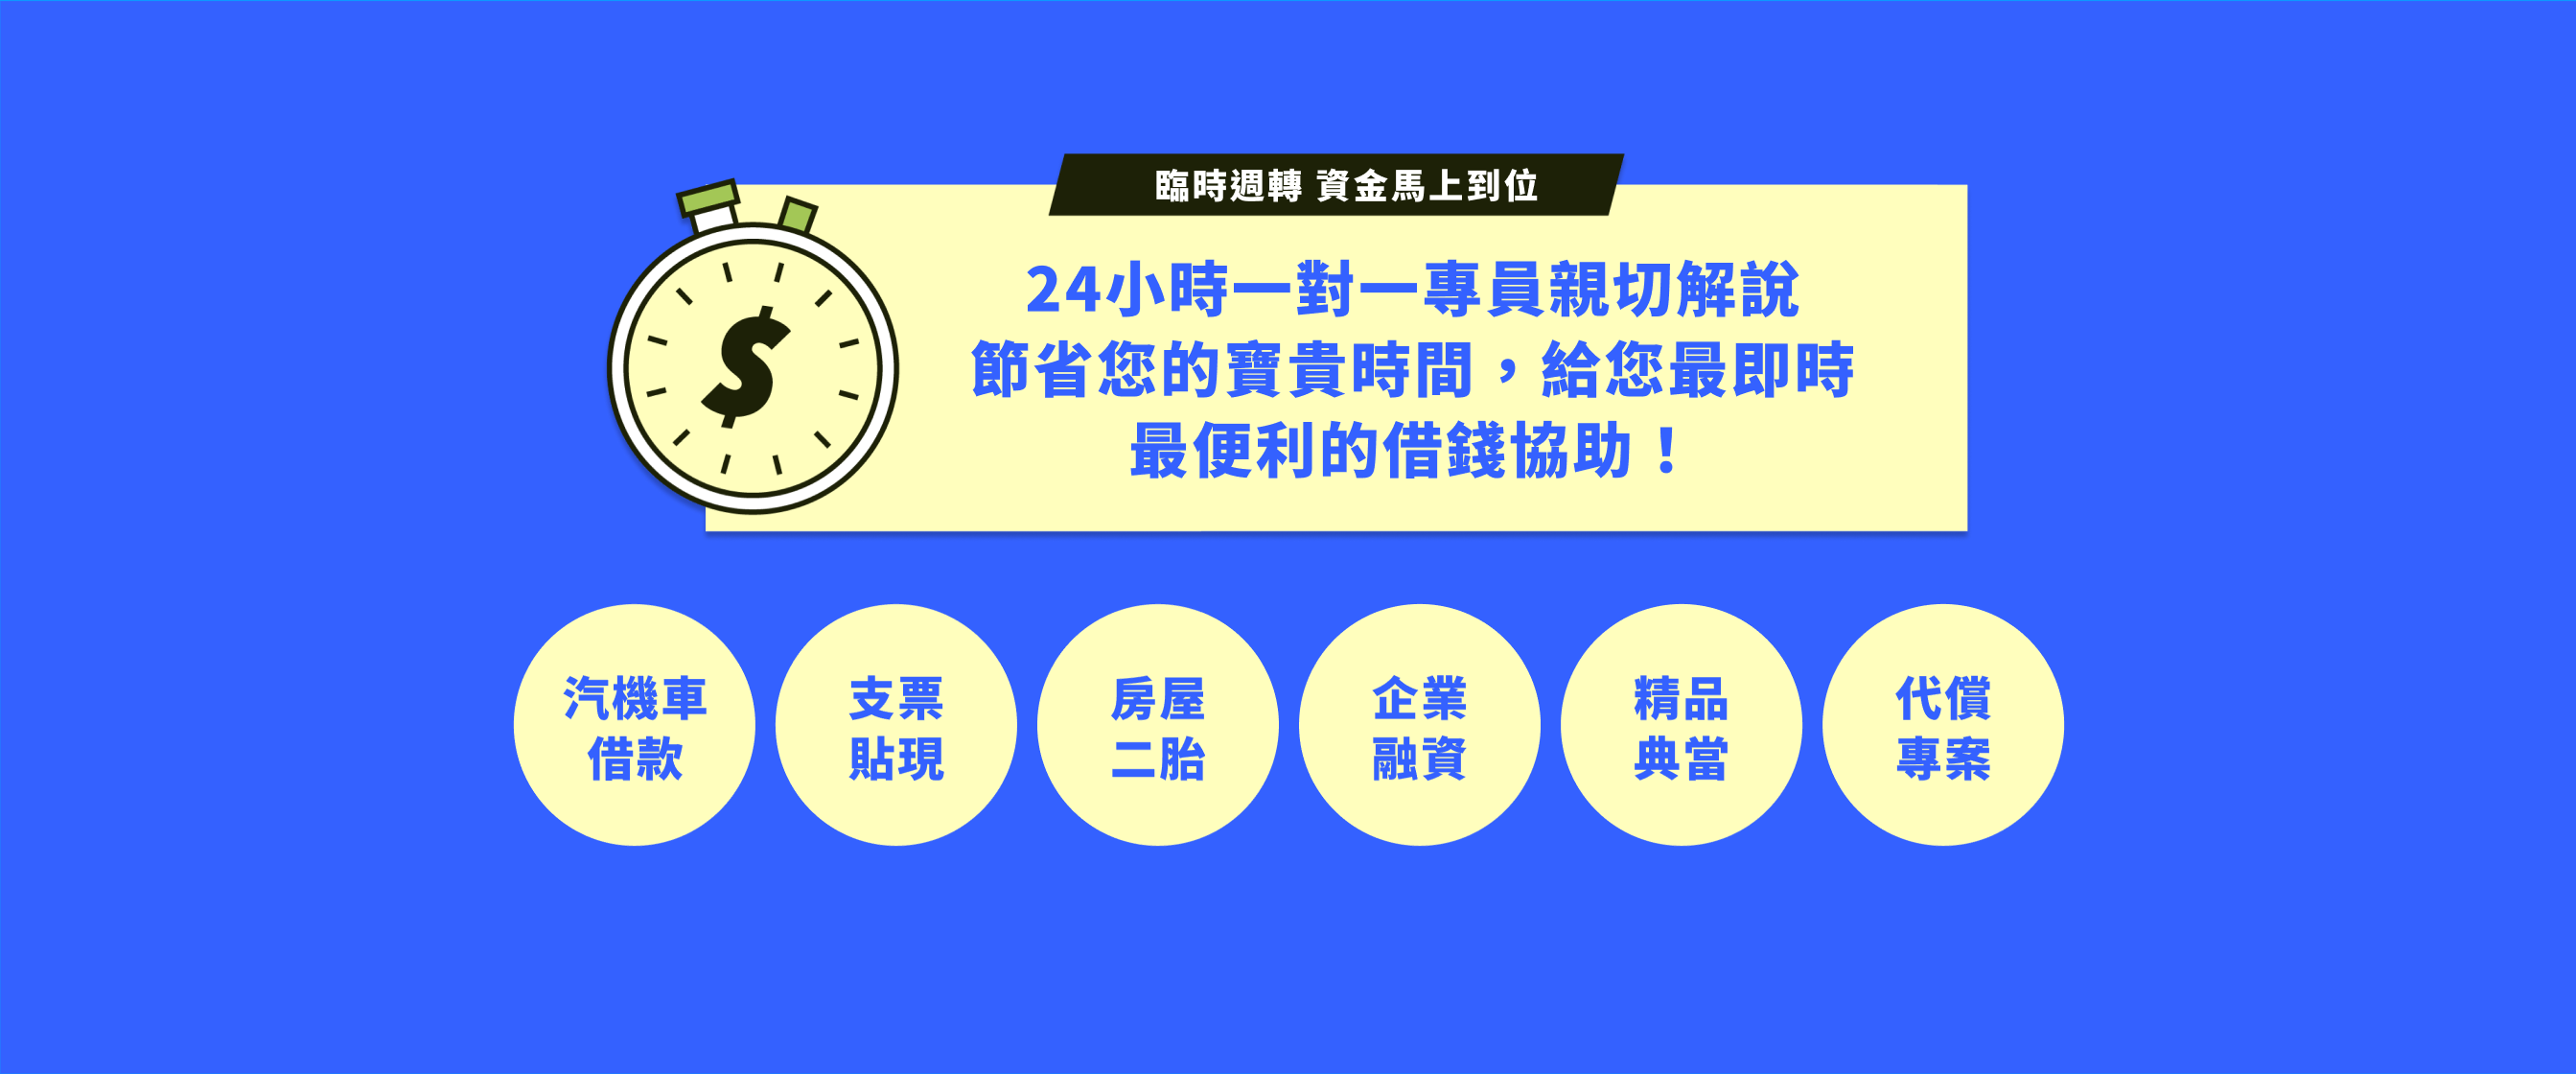 臨時週轉 資金馬上到位
24小時一對一專員親切解說
節省您的寶貴時間，給您最即時
最便利的借錢協助！
汽機車
借款
支票
貼現
房屋
二胎
企業
融資
精品
典當
代償
專案